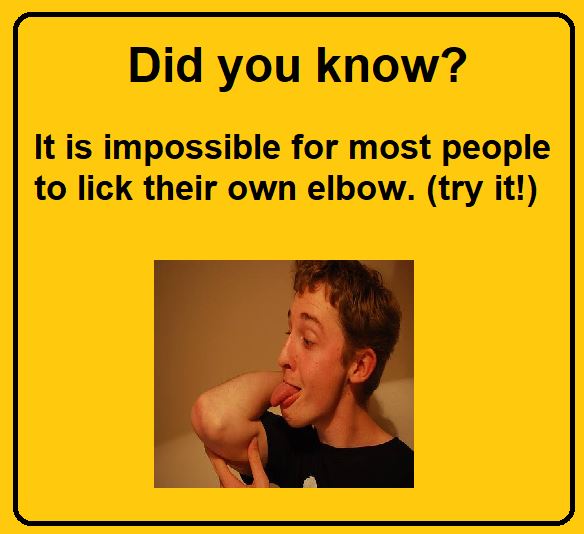 Did you know?
It is impossible for most people
to lick their own elbow. (try it!)